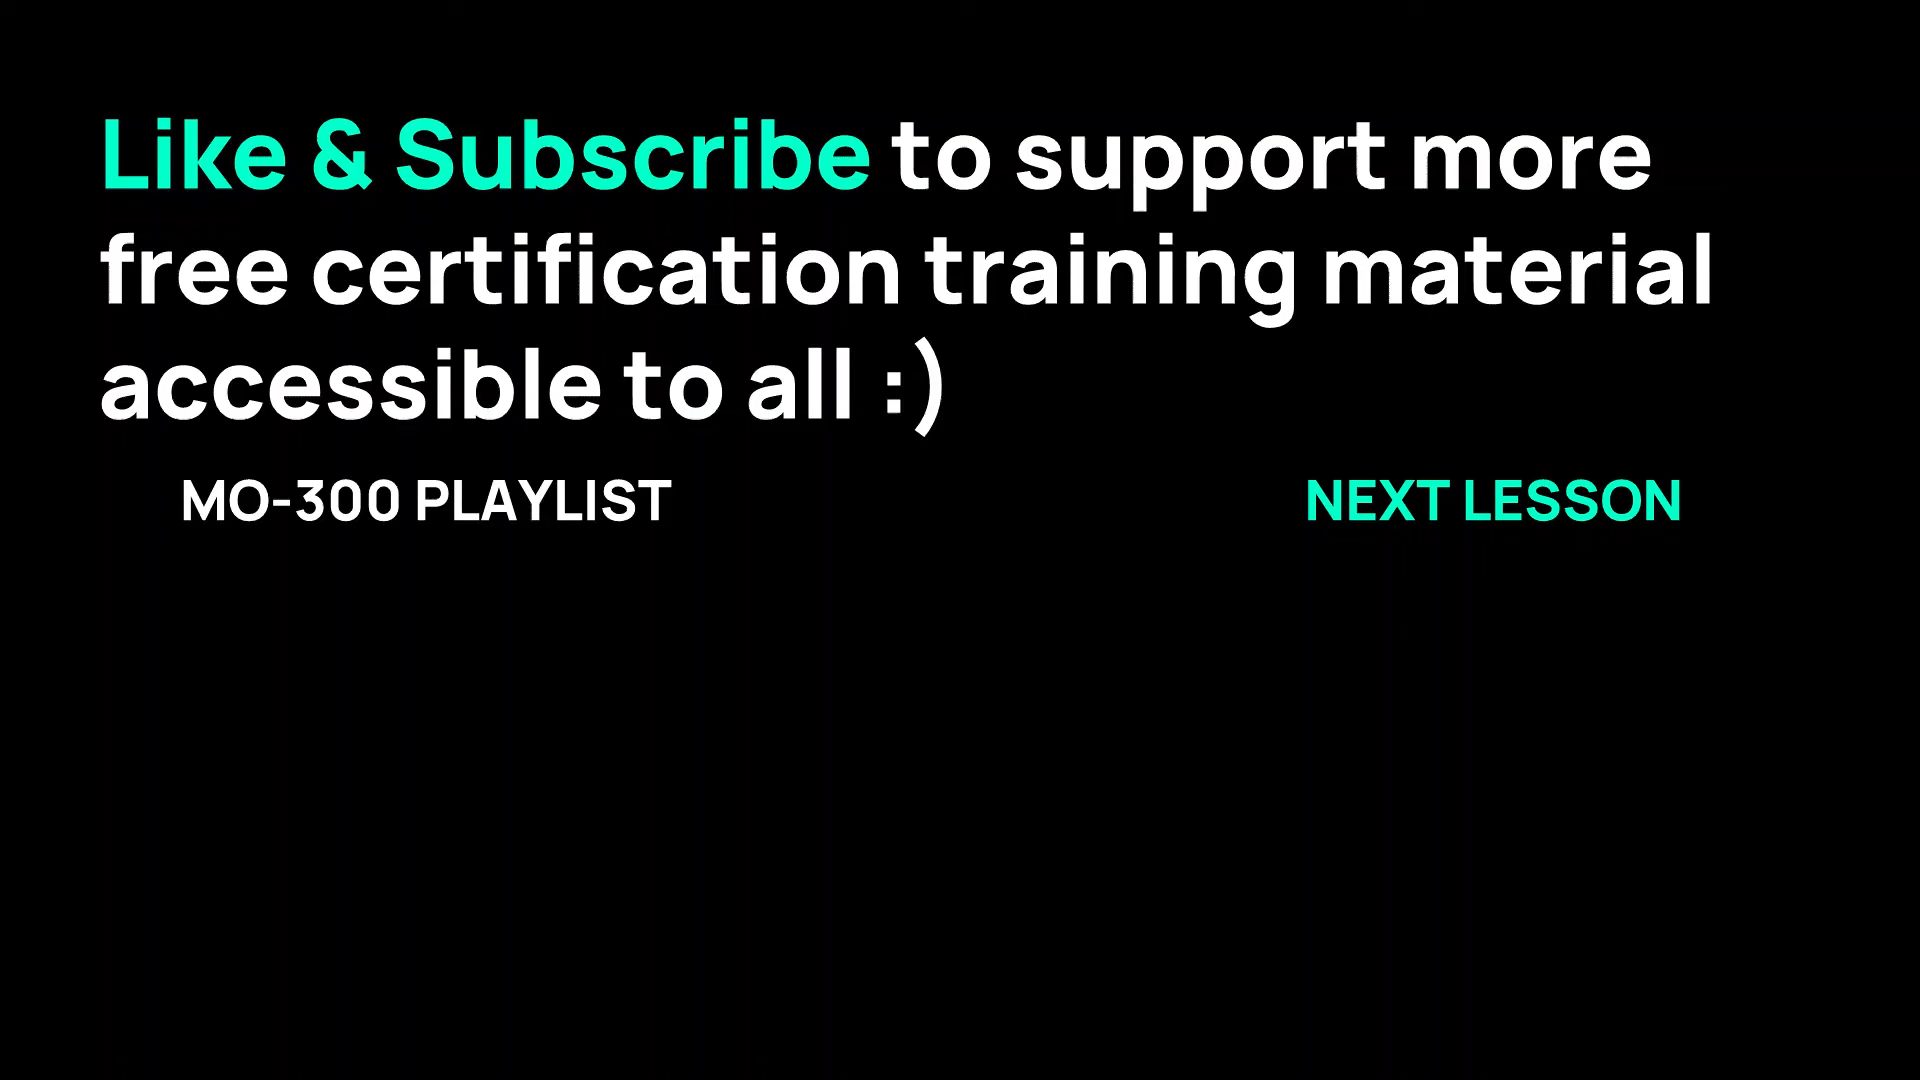 Like & Subscribe to support more
free certification training material
accessible to all :)
MO-300 PLAYLIST
NEXT LESSON